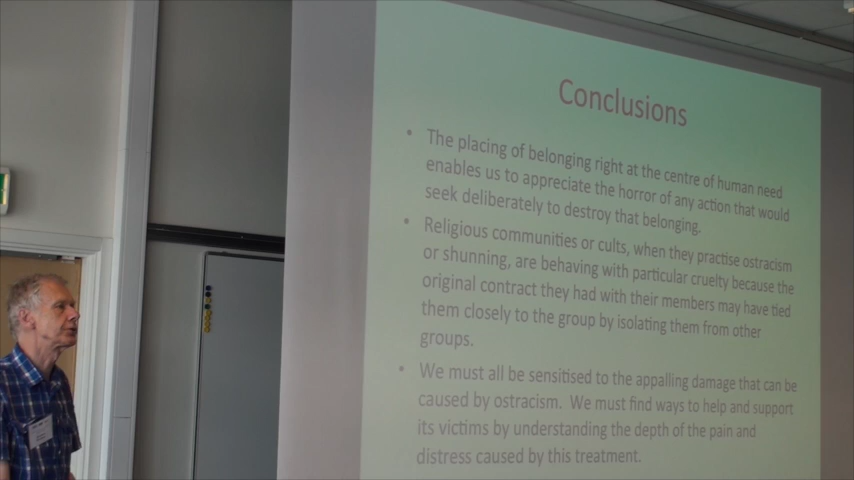 Conclusions
• The placing of belonging right at the centre of human need
enables us to appreciate the horror of any action that would
seek deliberately to destroy that belonging.
• Religious communities or cults, when they practise ostracism
or shunning, are behaving with particular cruelty because the
original contract they had with their members may have tied
them closely to the group by isolating them from other
groups.
• We must all be sensitised to the appalling damage that can be
caused by ostracism. We must find ways to help and support
its victims by understanding the depth of the pain and
distress caused by this treatment.